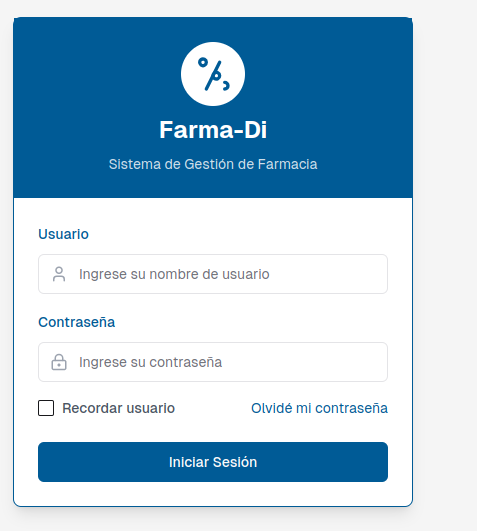 Farma-Di
Sistema de Gestión de Farmacia
Usuario
Ingrese su nombre de usuario
Contraseña
Ingrese su contraseña
Recordar usuario Olvidé mi contraseña
Iniciar Sesión